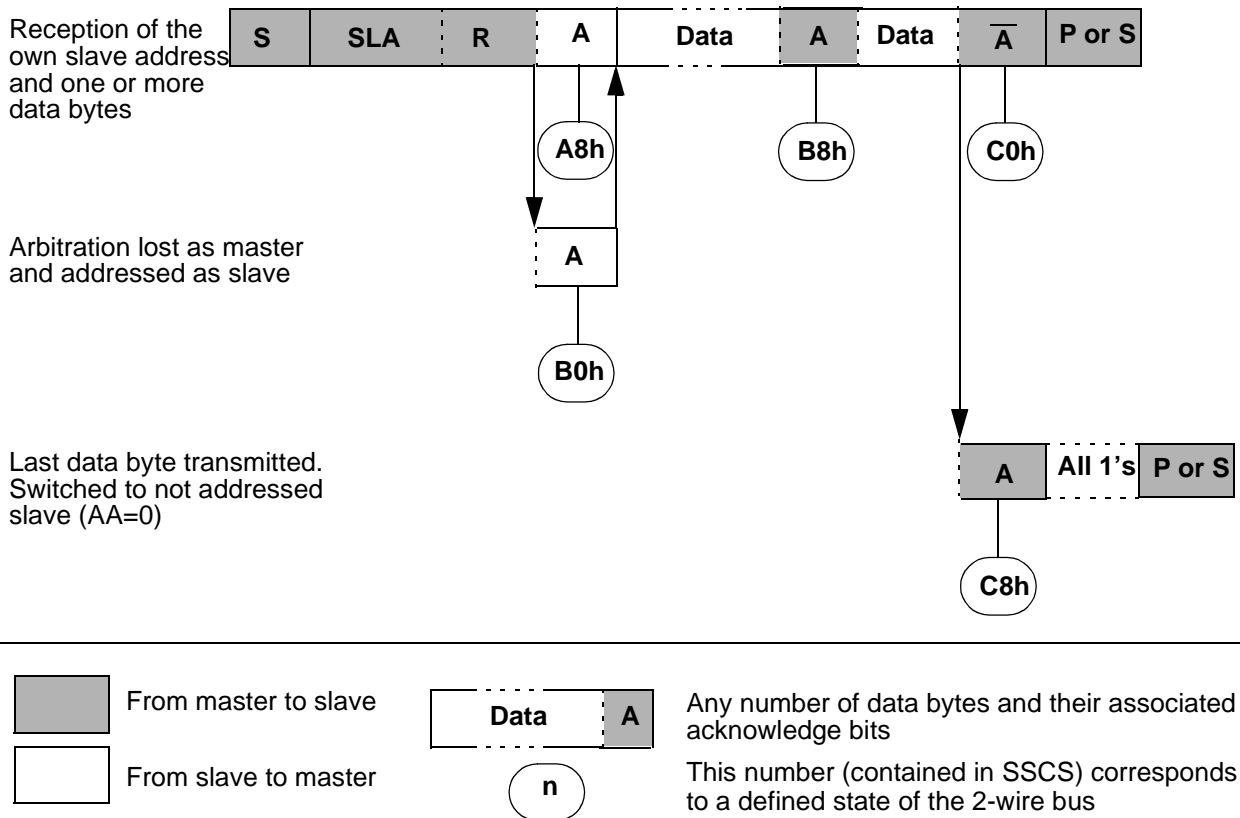 Reception of the
own slave address
and one or more
data bytes
S SLA R A Data A Data A P or S
A8h B8h C0h
Arbitration lost as master
and addressed as slave
A
B0h
Last data byte transmitted.
Switched to not addressed
slave (AA=0)
A All 1's P or S
C8h
From master to slave
From slave to master
Data A
n
Any number of data bytes and their associated
acknowledge bits
This number (contained in SSCS) corresponds
to a defined state of the 2-wire bus